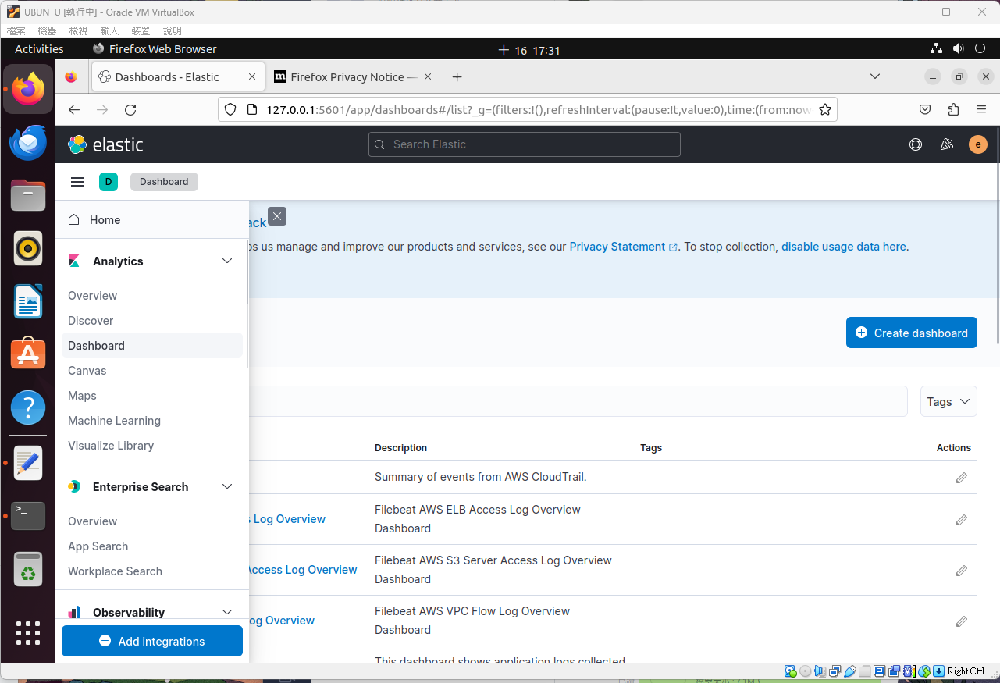 UBUNTU [執行中] - Oracle VM VirtualBox
檔案 機器 檢視 輸入 裝置 說明
Activities Firefox Web Browser 十 16 17:31
Dashboards - Elastic m Firefox Privacy Notice —
127.0.0.1:5601/app/dashboards#/list?_g=(filters:!(),refreshInterval:(pause:!t,value:0),time:(from:now
elastic Search Elastic e
D Dashboard
Home
ack
Analytics
os us manage and improve our products and services, see our Privacy Statement. To stop collection, disable usage data here.
Overview
Discover
Dashboard
Canvas
Maps
Machine Learning
Visualize Library
Enterprise Search
Overview
App Search
Workplace Search
Observability
Add integrations
Create dashboard
Tags
Description Tags Actions
Summary of events from AWS CloudTrail.
s Log Overview
Filebeat AWS ELB Access Log Overview
Dashboard
Access Log Overview
Filebeat AWS S3 Server Access Log Overview
Dashboard
og Overview
Filebeat AWS VPC Flow Log Overview
Dashboard
This dashboard shows application logs collected
Right Ctrl